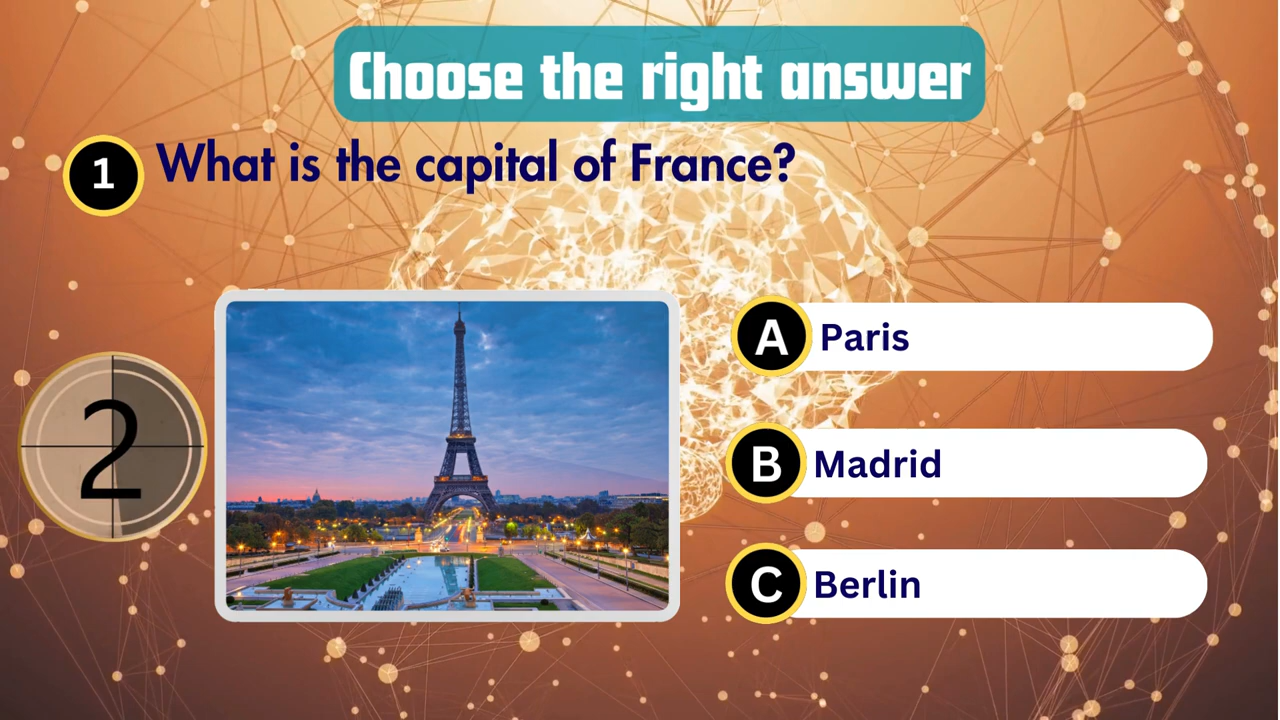 Choose the right answer
1 What is the capital of France?
2
A Paris
B Madrid
C Berlin